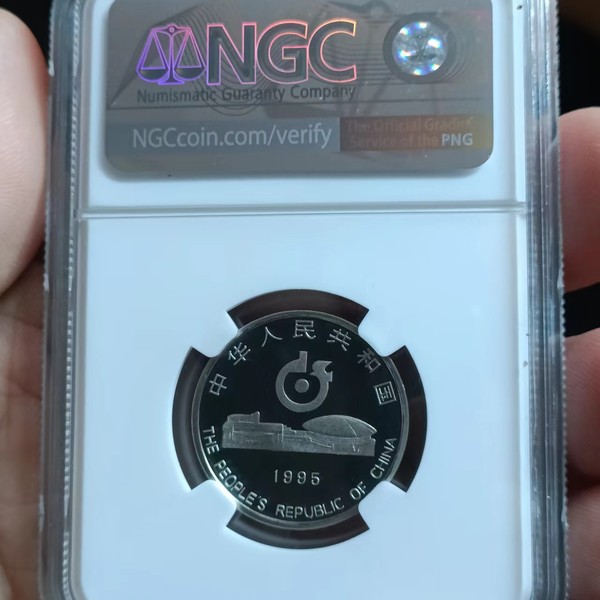 NGC
Numismatic Guaranty Company
NGCcoin.com/verify
The Official Grading
Service of the PNG
中华人民共和国
1995
THE PEOPLE'S REPUBLIC OF CHINA